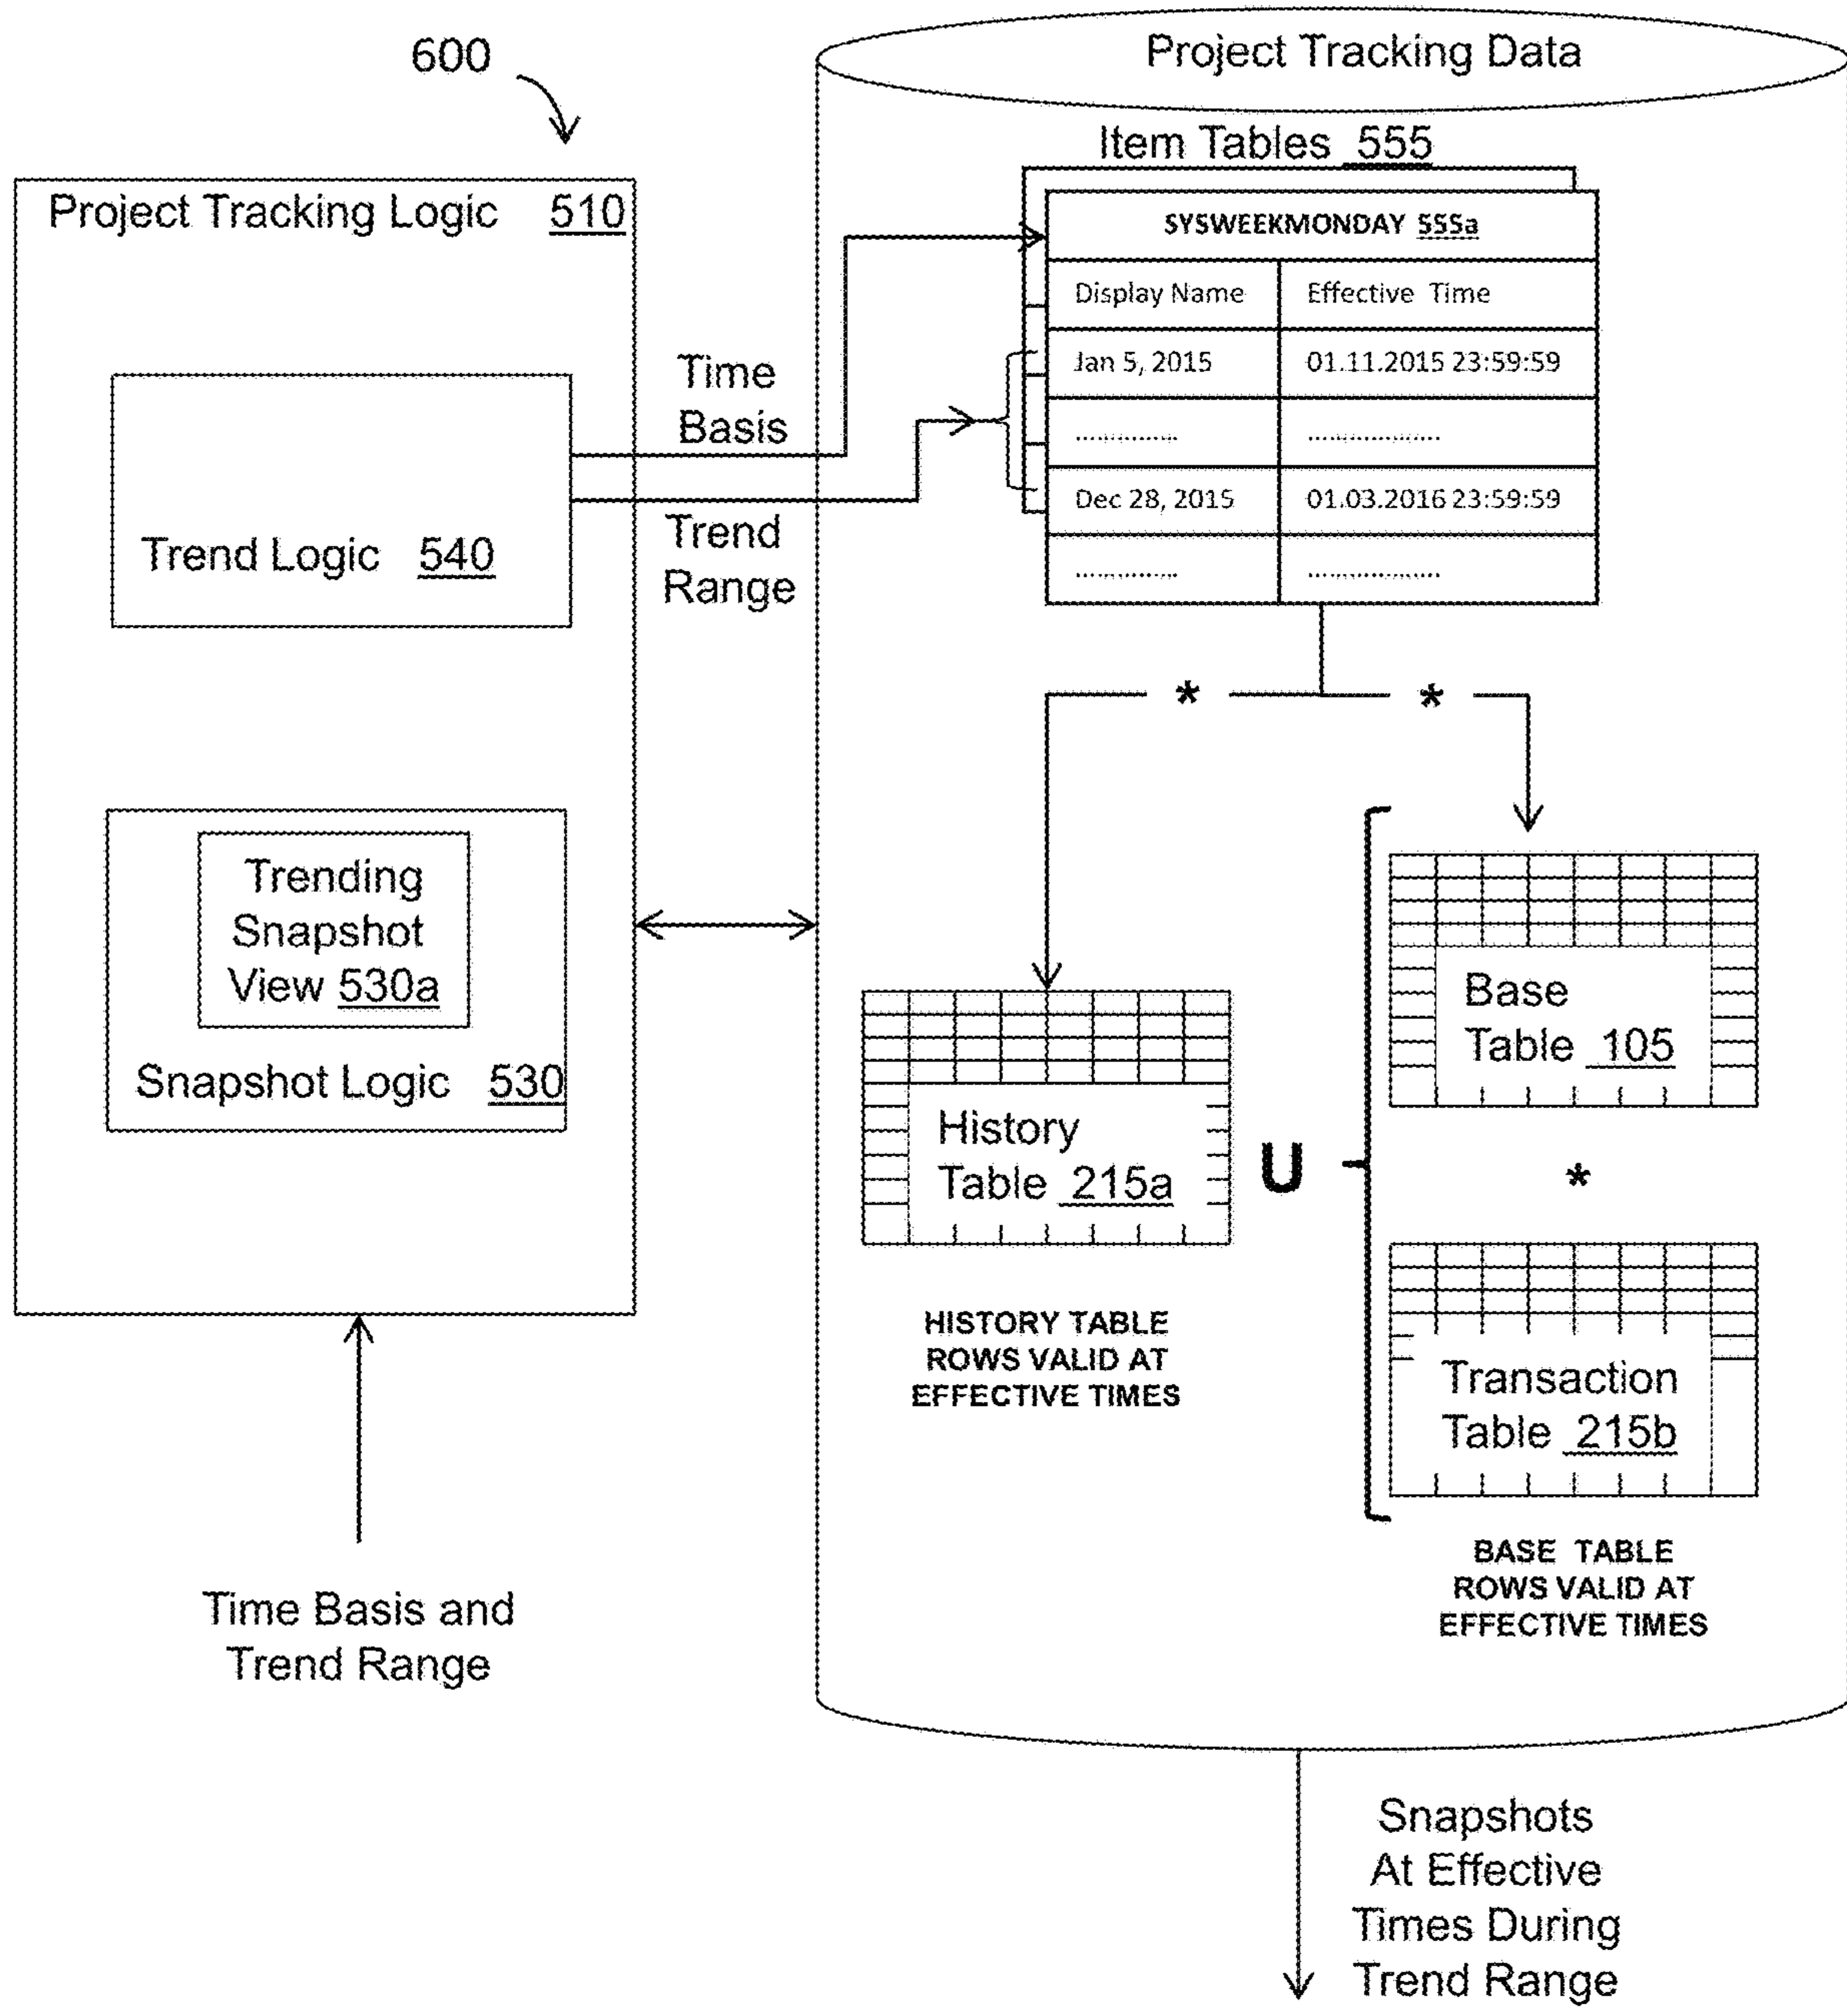 600
Project Tracking Data
Item Tables 555
Project Tracking Logic 510
SYSWEEKMONDAY 555a
Display Name Effective Time
Jan 5, 2015 01.11.2015 23:59:59
.............. ..................
Dec 28, 2015 01.03.2016 23:59:59
.............. ..................
Time
Basis
Trend
Range
Trend Logic 540
* *
Trending
Snapshot
View 530a
Snapshot Logic 530
Base
Table 105
History
Table 215a
U
*
Transaction
Table 215b
HISTORY TABLE
ROWS VALID AT
EFFECTIVE TIMES
BASE TABLE
ROWS VALID AT
EFFECTIVE TIMES
Time Basis and
Trend Range
Snapshots
At Effective
Times During
Trend Range